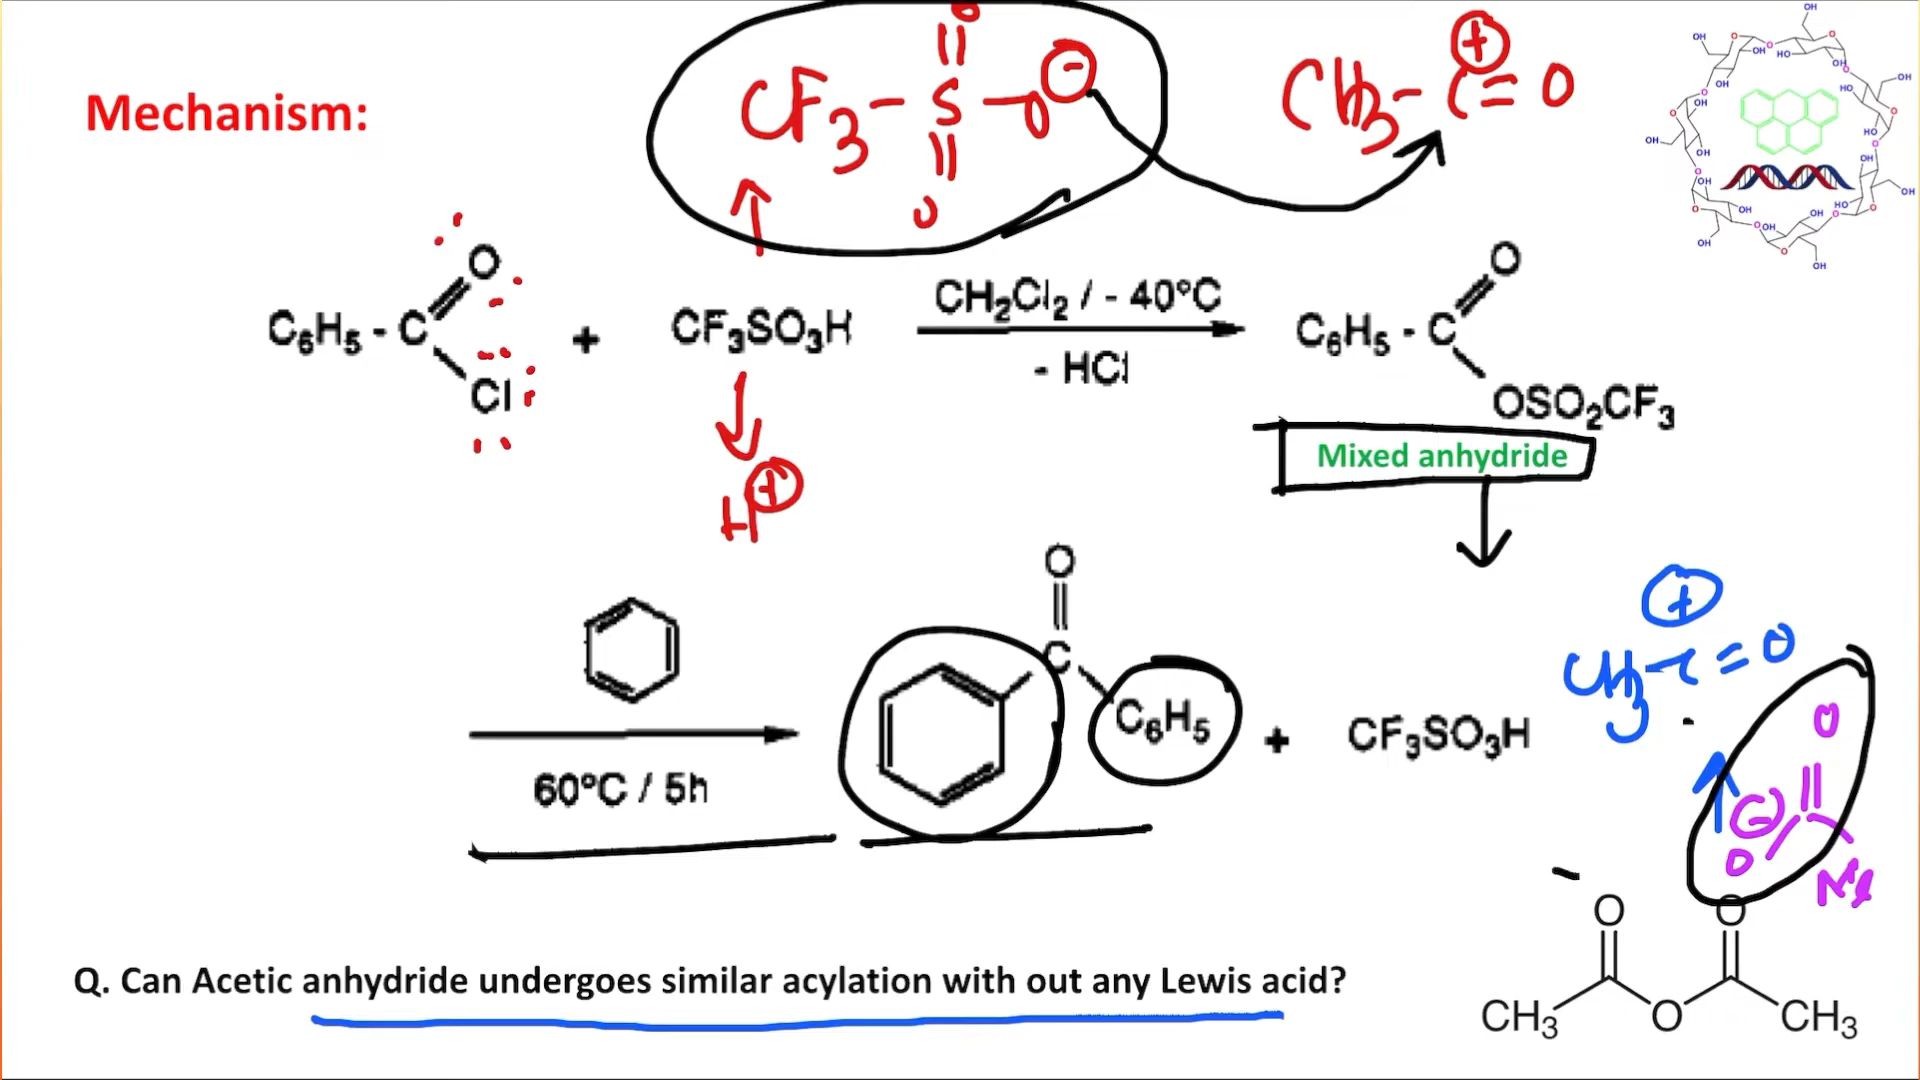 Mechanism:
O
CF3-S-O⊖
O
CH3-C⊕=O
C6H5 - C
O
Cl
+
CF3SO3H
CH2Cl2 / - 40°C
- HCl
C6H5 - C
O
OSO2CF3
Mixed anhydride
H⊕
60°C / 5h
O
C
C6H5
+
CF3SO3H
CH3-C⊕=O
O
⊖
O
Me
Q. Can Acetic anhydride undergoes similar acylation with out any Lewis acid?
O
O
CH3
O
CH3